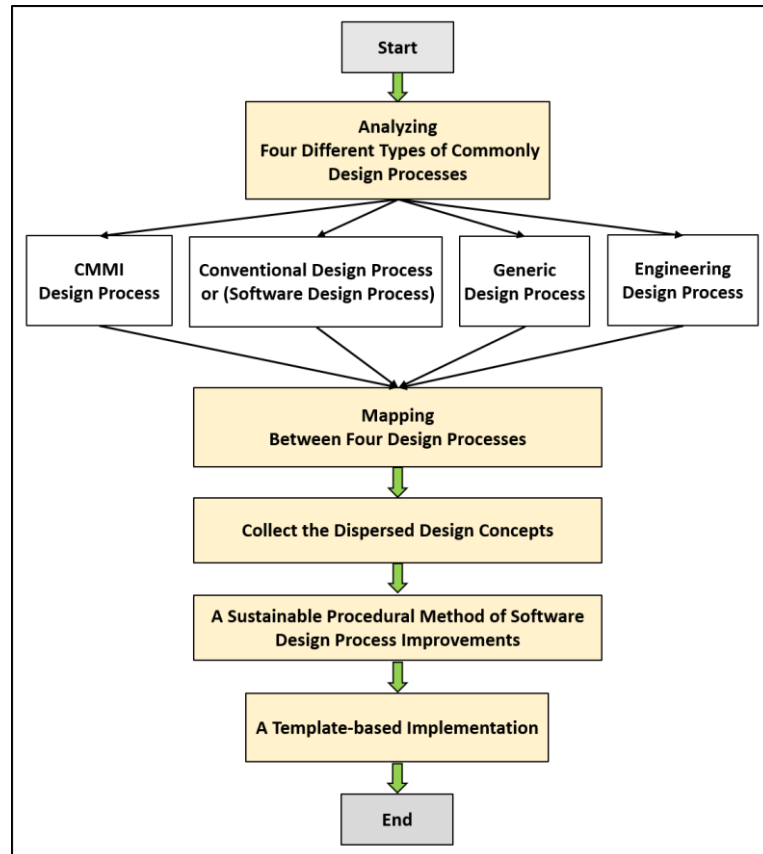 Start
Analyzing
Four Different Types of Commonly
Design Processes
CMMI
Design Process
Conventional Design Process
or (Software Design Process)
Generic
Design Process
Engineering
Design Process
Mapping
Between Four Design Processes
Collect the Dispersed Design Concepts
A Sustainable Procedural Method of Software
Design Process Improvements
A Template-based Implementation
End